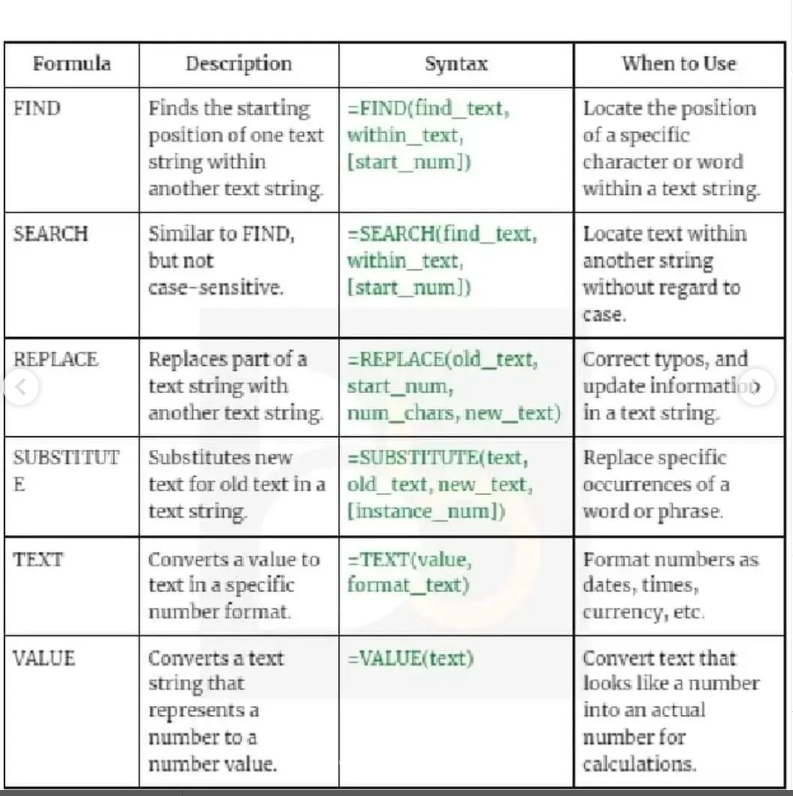 Formula Description Syntax When to Use
FIND
Finds the starting
position of one text
string within
another text string.
=FIND(find_text,
within_text,
[start_num])
Locate the position
of a specific
character or word
within a text string.
SEARCH
Similar to FIND,
but not
case-sensitive.
=SEARCH(find_text,
within_text,
[start_num])
Locate text within
another string
without regard to
case.
REPLACE
Replaces part of a
text string with
another text string.
=REPLACE(old_text,
start_num,
num_chars, new_text)
Correct typos, and
update information
in a text string.
SUBSTITUT
E
Substitutes new
text for old text in a
text string.
=SUBSTITUTE(text,
old_text, new_text,
[instance_num])
Replace specific
occurrences of a
word or phrase.
TEXT
Converts a value to
text in a specific
number format.
=TEXT(value,
format_text)
Format numbers as
dates, times,
currency, etc.
VALUE
Converts a text
string that
represents a
number to a
number value.
=VALUE(text)
Convert text that
looks like a number
into an actual
number for
calculations.